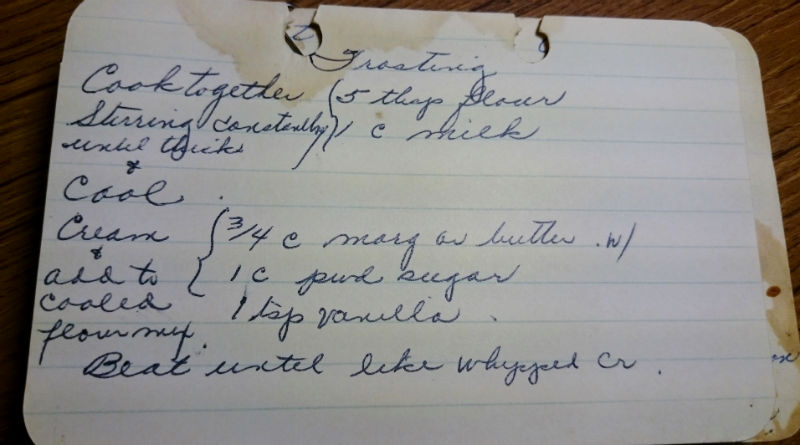 Frosting
Cook together { 5 tbsp flour
Stirring constantly 1 c milk
until thick
&
Cool.
Cream { 3/4 c marg or butter w/
&
add to 1 c pwd sugar
cooled 1 tsp vanilla.
flour mix.
Beat until like whipped cr.